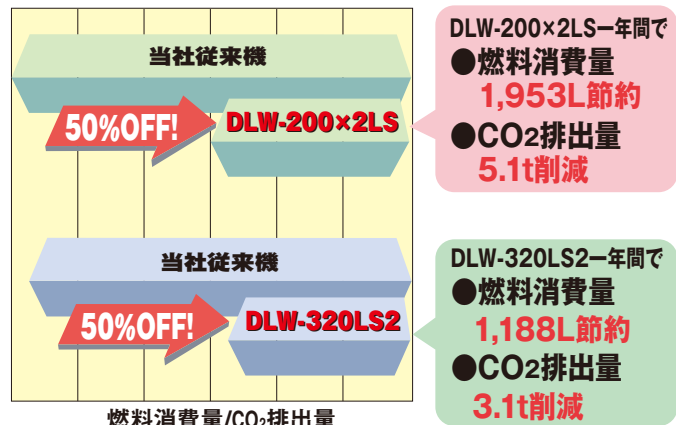 当社従来機
50%OFF!
DLW-200×2LS
当社従来機
50%OFF!
DLW-320LS2
燃料消費量/CO2排出量
DLW-200×2LS一年間で
●燃料消費量
1,953L節約
●CO2排出量
5.1t削減
DLW-320LS2一年間で
●燃料消費量
1,188L節約
●CO2排出量
3.1t削減